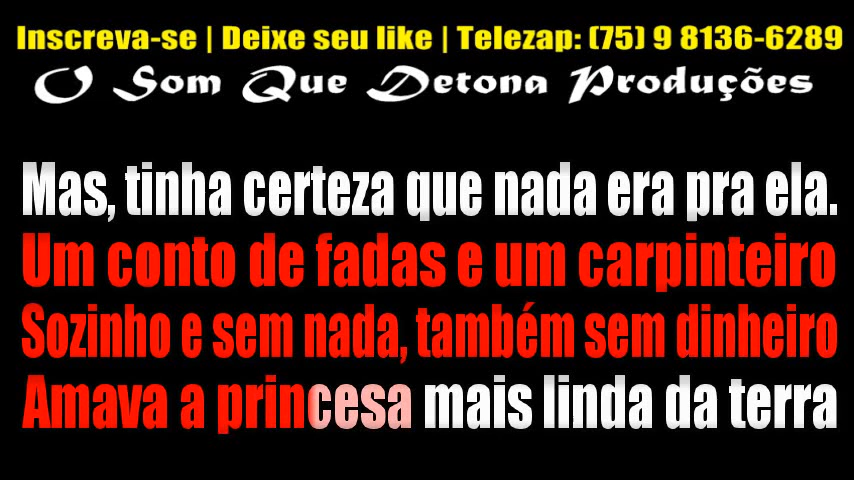 Inscreva-se | Deixe seu like | Telezap: (75) 9 8136-6289
O Som Que Detona Produções
Mas, tinha certeza que nada era pra ela.
Um conto de fadas e um carpinteiro
Sozinho e sem nada, também sem dinheiro
Amava a princesa mais linda da terra